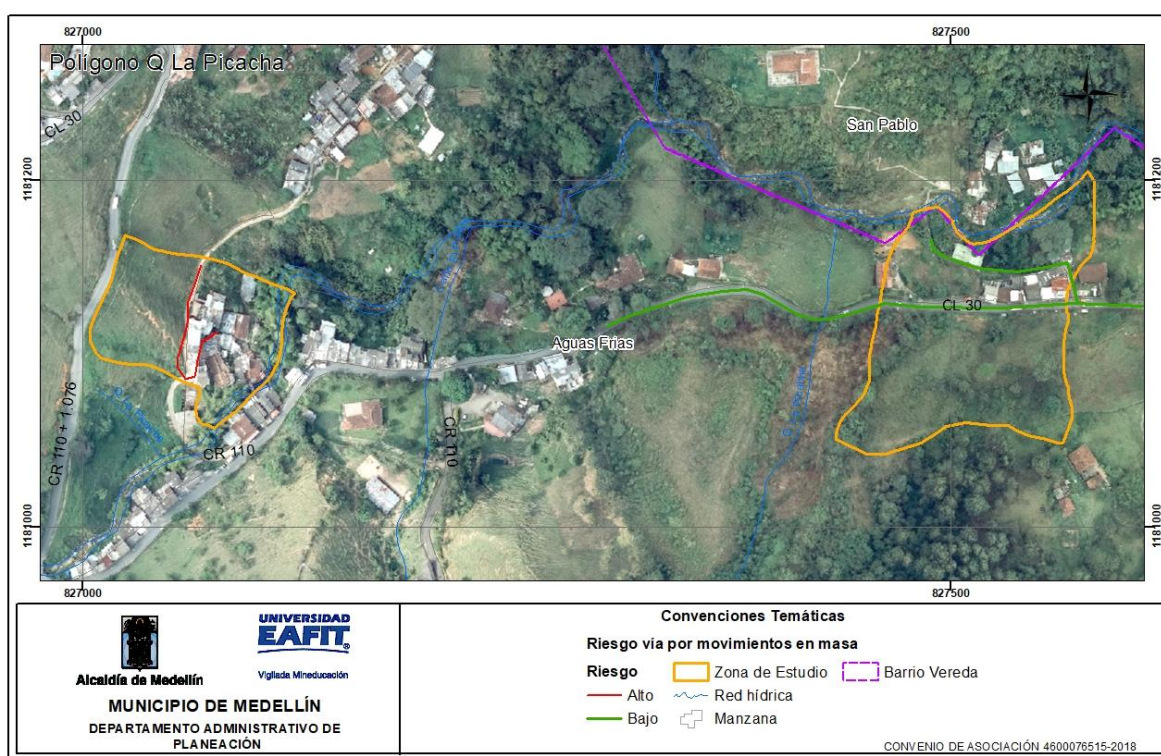 827000
827500
Polígono Q La Picacha
CL 30
San Pablo
1181200
1181200
CL 30
Aguas Frías
CR 110 + 1.076
CR 110
CR 110
1181000
1181000
827000
827500
Alcaldía de Medellín
UNIVERSIDAD
EAFIT
Vigilada Mineducación
MUNICIPIO DE MEDELLÍN
DEPARTAMENTO ADMINISTRATIVO DE
PLANEACIÓN
Convenciones Temáticas
Riesgo vía por movimientos en masa
Riesgo
Zona de Estudio
Barrio Vereda
Alto
Red hídrica
Bajo
Manzana
CONVENIO DE ASOCIACIÓN 4600076515-2018